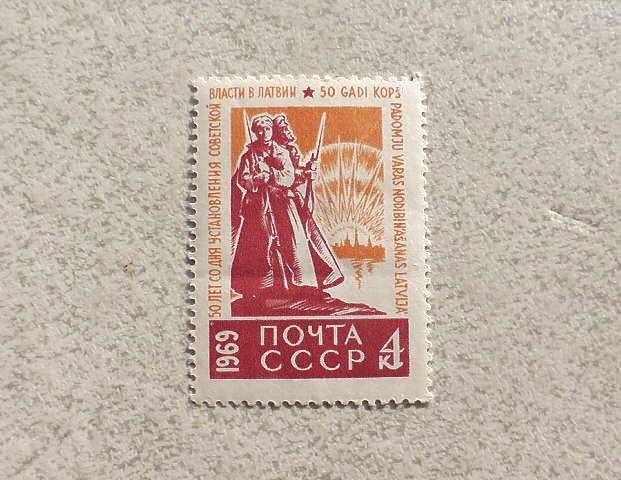 50 ЛЕТ СО ДНЯ УСТАНОВЛЕНИЯ СОВЕТСКОЙ
ВЛАСТИ В ЛАТВИИ ★ 50 GADI KOPŠ
PADOMJU VARAS NODIBINĀŠANAS LATVIJĀ
1969
ПОЧТА
СССР
4
К